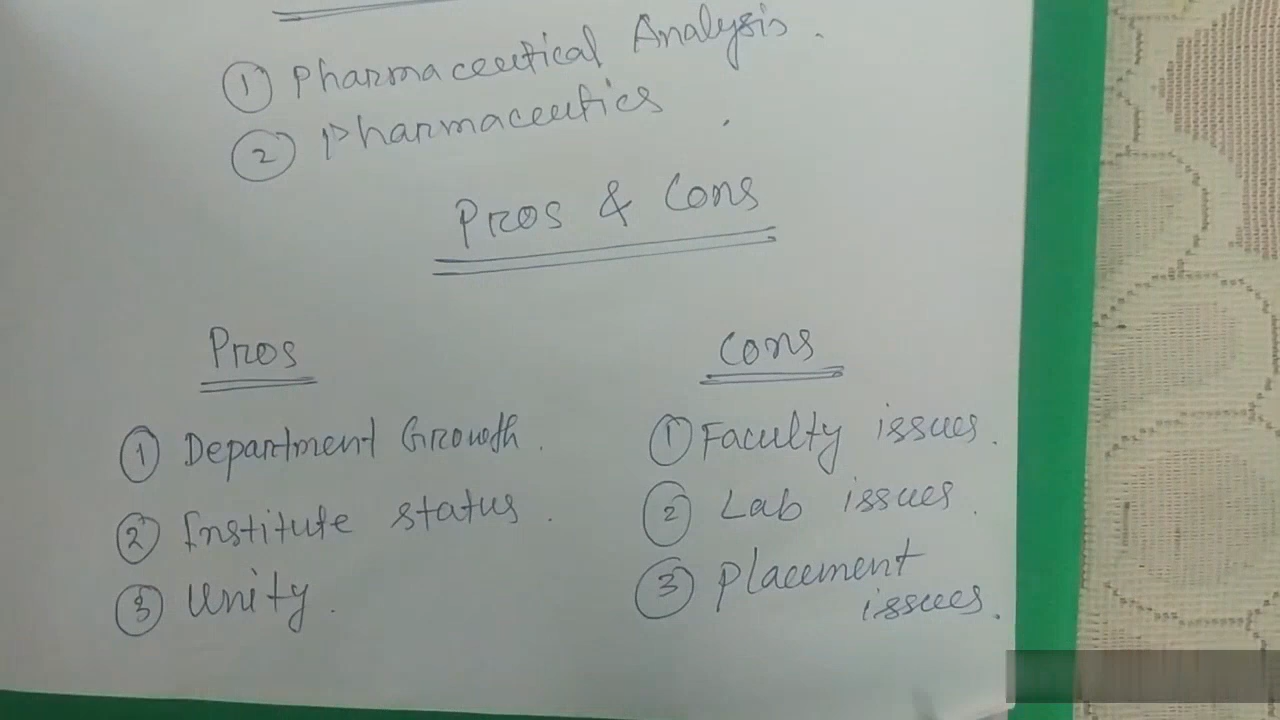 ① Pharmaceutical Analysis.
② Pharmaceutics.
Pros & Cons
Pros
Cons
① Department Growth.
① Faculty issues.
② Institute status.
② Lab issues.
③ Unity.
③ Placement
issues.